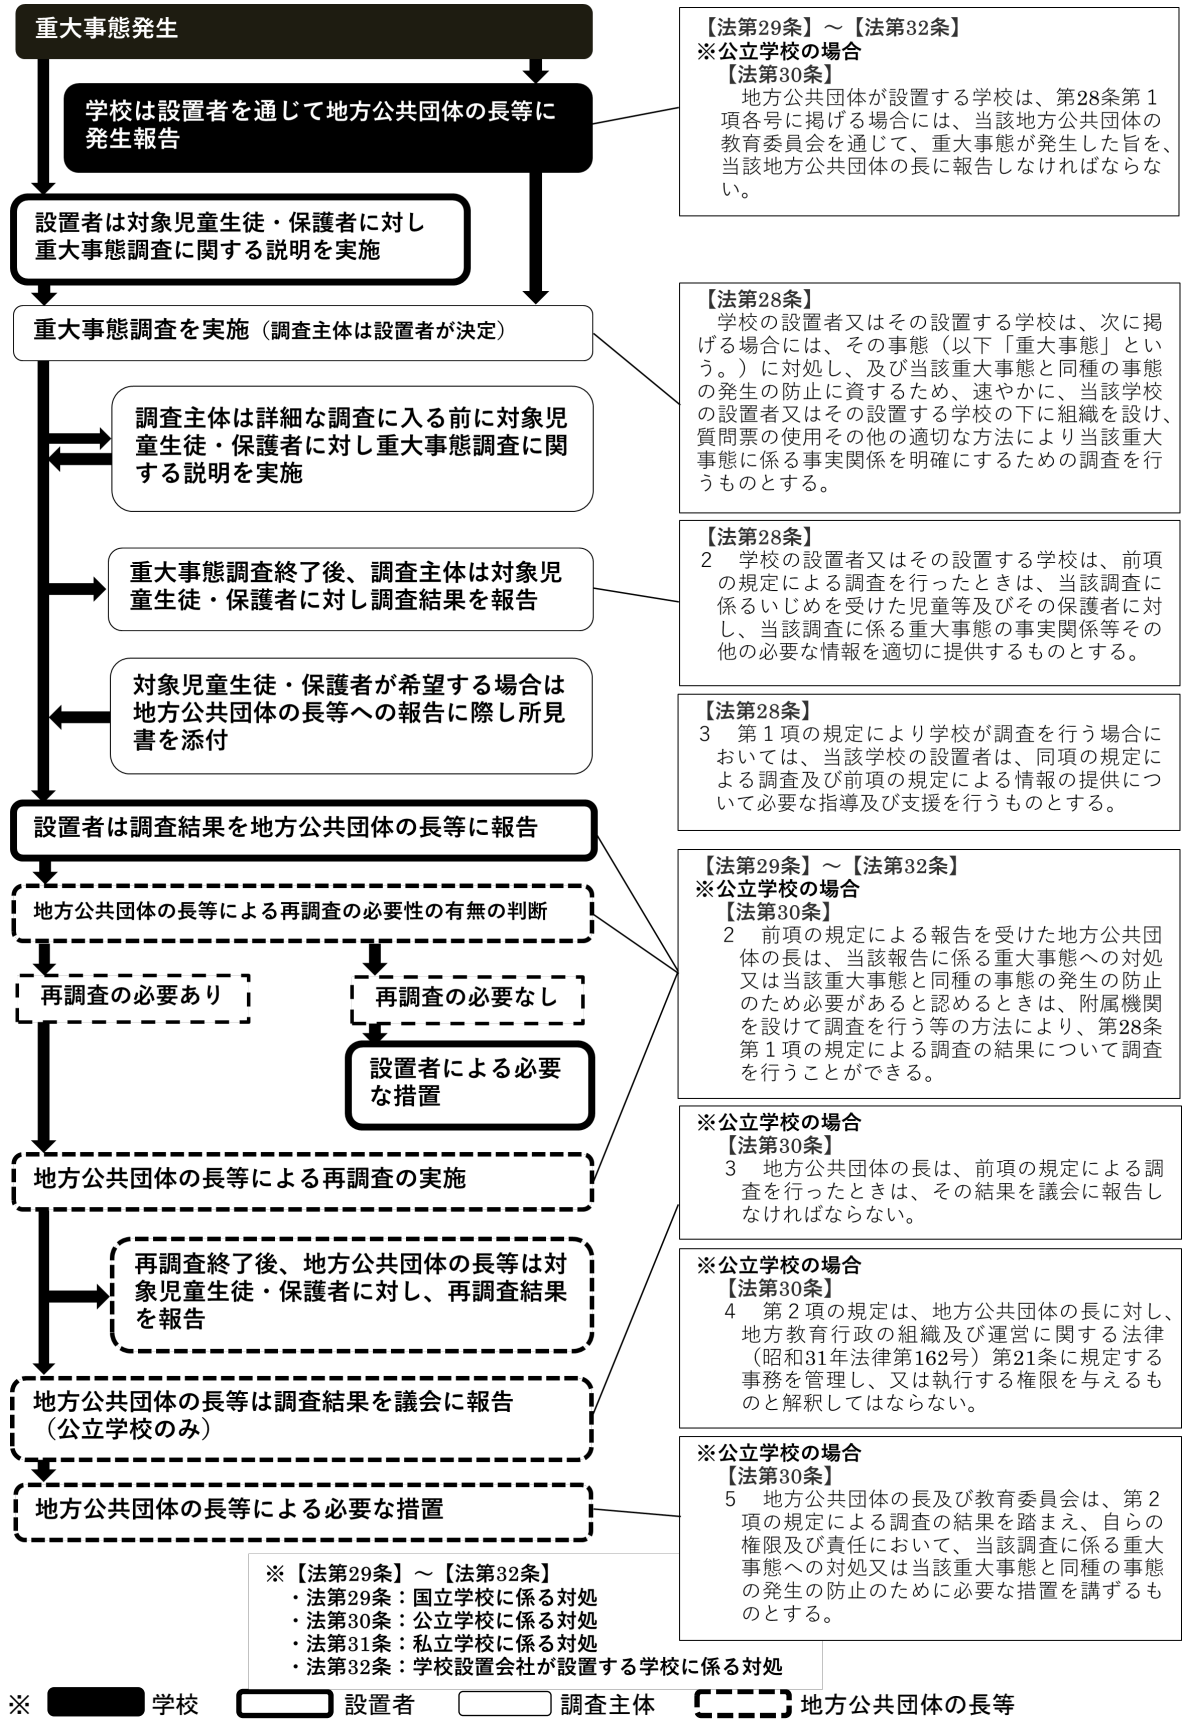 重大事態発生
学校は設置者を通じて地方公共団体の長等に
発生報告
設置者は対象児童生徒・保護者に対し
重大事態調査に関する説明を実施
重大事態調査を実施（調査主体は設置者が決定）
調査主体は詳細な調査に入る前に対象児
童生徒・保護者に対し重大事態調査に関
する説明を実施
重大事態調査終了後、調査主体は対象児
童生徒・保護者に対し調査結果を報告
対象児童生徒・保護者が希望する場合は
地方公共団体の長等への報告に際し所見
書を添付
設置者は調査結果を地方公共団体の長等に報告
地方公共団体の長等による再調査の必要性の有無の判断
再調査の必要あり
再調査の必要なし
設置者による必要
な措置
地方公共団体の長等による再調査の実施
再調査終了後、地方公共団体の長等は対
象児童生徒・保護者に対し、再調査結果
を報告
地方公共団体の長等は調査結果を議会に報告
（公立学校のみ）
地方公共団体の長等による必要な措置
【法第29条】～【法第32条】
※公立学校の場合
【法第30条】
地方公共団体が設置する学校は、第28条第１
項各号に掲げる場合には、当該地方公共団体の
教育委員会を通じて、重大事態が発生した旨を、
当該地方公共団体の長に報告しなければならな
い。
【法第28条】
学校の設置者又はその設置する学校は、次に掲
げる場合には、その事態（以下「重大事態」とい
う。）に対処し、及び当該重大事態と同種の事態
の発生の防止に資するため、速やかに、当該学校
の設置者又はその設置する学校の下に組織を設け、
質問票の使用その他の適切な方法により当該重大
事態に係る事実関係を明確にするための調査を行
うものとする。
【法第28条】
２　学校の設置者又はその設置する学校は、前項
の規定による調査を行ったときは、当該調査に
係るいじめを受けた児童等及びその保護者に対
し、当該調査に係る重大事態の事実関係等その
他の必要な情報を適切に提供するものとする。
【法第28条】
３　第１項の規定により学校が調査を行う場合に
おいては、当該学校の設置者は、同項の規定に
よる調査及び前項の規定による情報の提供につ
いて必要な指導及び支援を行うものとする。
【法第29条】～【法第32条】
※公立学校の場合
【法第30条】
２　前項の規定による報告を受けた地方公共団
体の長は、当該報告に係る重大事態への対処
又は当該重大事態と同種の事態の発生の防止
のため必要があると認めるときは、附属機関
を設けて調査を行う等の方法により、第28条
第１項の規定による調査の結果について調査
を行うことができる。
※公立学校の場合
【法第30条】
３　地方公共団体の長は、前項の規定による調
査を行ったときは、その結果を議会に報告し
なければならない。
※公立学校の場合
【法第30条】
４　第２項の規定は、地方公共団体の長に対し、
地方教育行政の組織及び運営に関する法律
（昭和31年法律第162号）第21条に規定する
事務を管理し、又は執行する権限を与えるも
のと解釈してはならない。
※公立学校の場合
【法第30条】
５　地方公共団体の長及び教育委員会は、第２
項の規定による調査の結果を踏まえ、自らの
権限及び責任において、当該調査に係る重大
事態への対処又は当該重大事態と同種の事態
の発生の防止のために必要な措置を講ずるも
のとする。
※【法第29条】～【法第32条】
・法第29条：国立学校に係る対処
・法第30条：公立学校に係る対処
・法第31条：私立学校に係る対処
・法第32条：学校設置会社が設置する学校に係る対処
※ 学校 設置者 調査主体 地方公共団体の長等